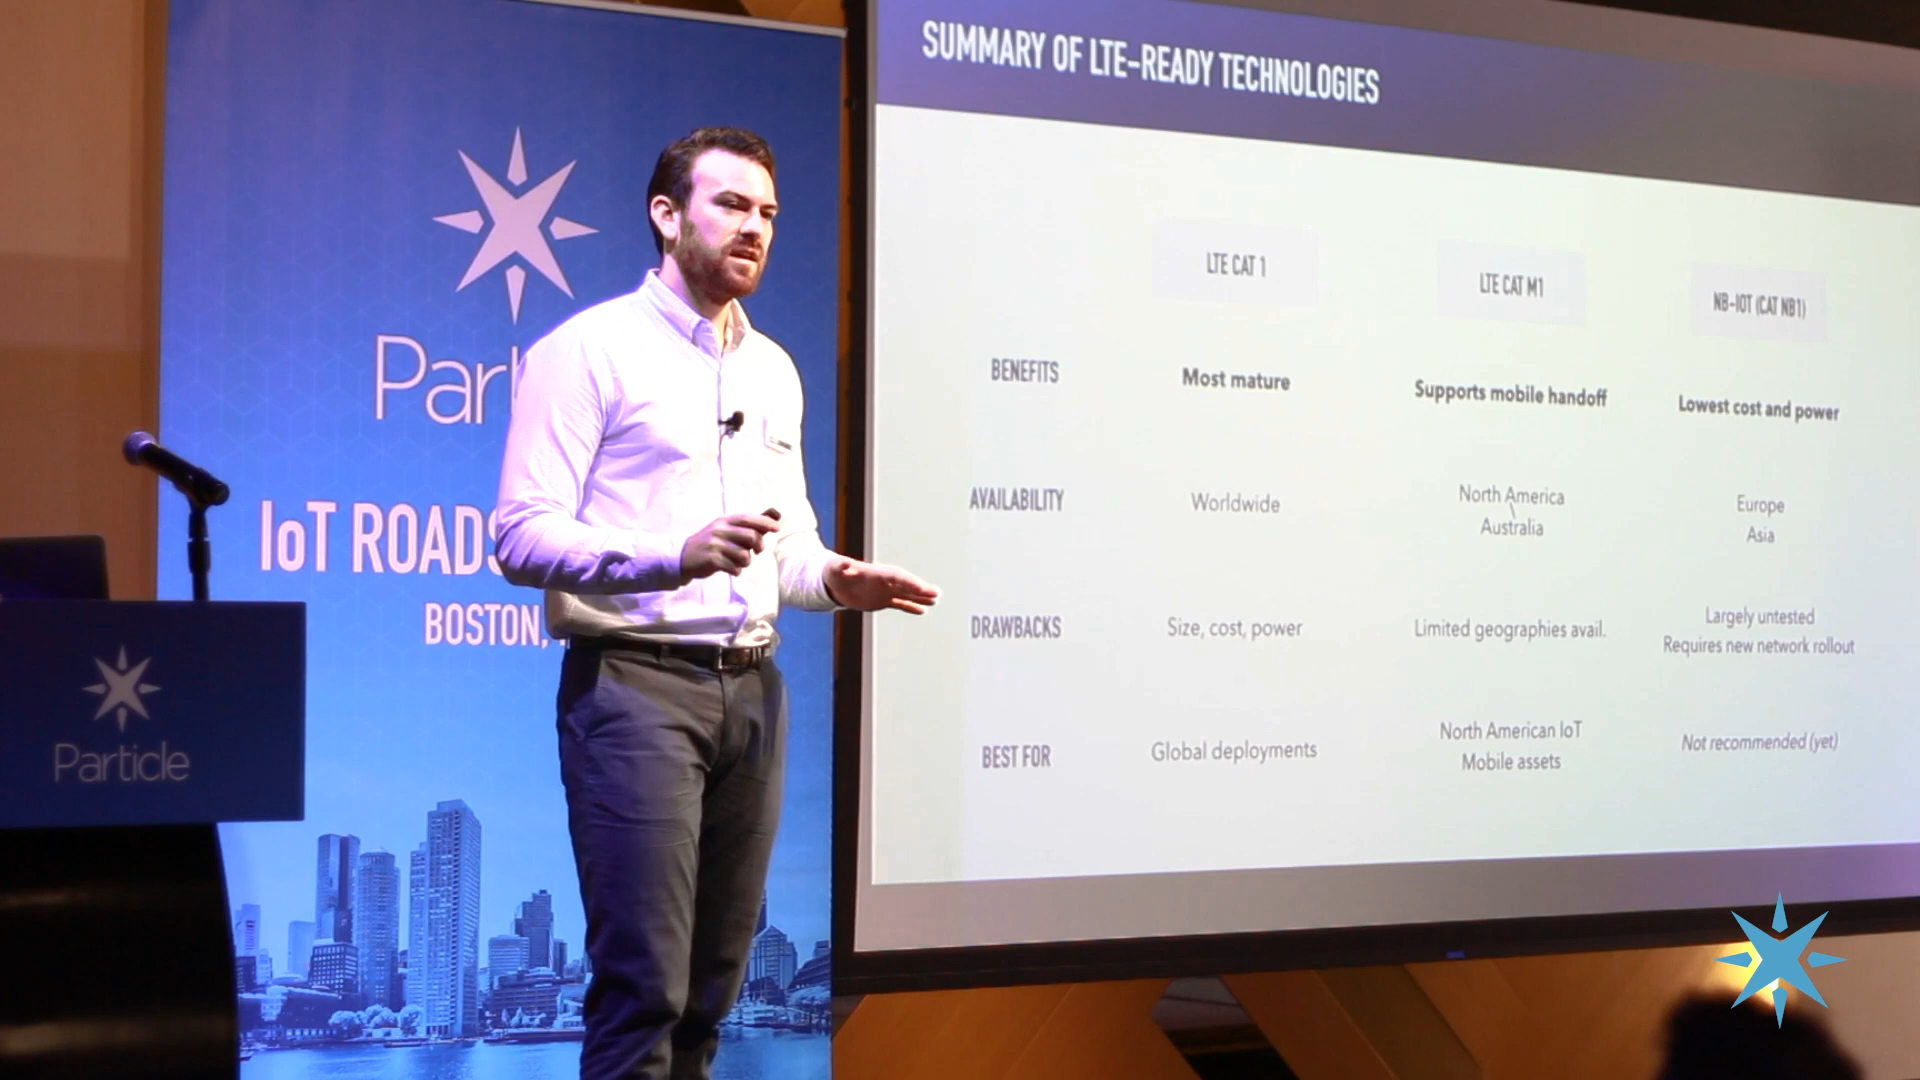 Par
IoT ROADS
BOSTON,
Particle
SUMMARY OF LTE-READY TECHNOLOGIES
LTE CAT 1
LTE CAT M1
NB-IOT (CAT NB1)
BENEFITS
Most mature
Supports mobile handoff
Lowest cost and power
AVAILABILITY
Worldwide
North America
\
Australia
Europe
Asia
DRAWBACKS
Size, cost, power
Limited geographies avail.
Largely untested
Requires new network rollout
BEST FOR
Global deployments
North American IoT
Mobile assets
Not recommended (yet)